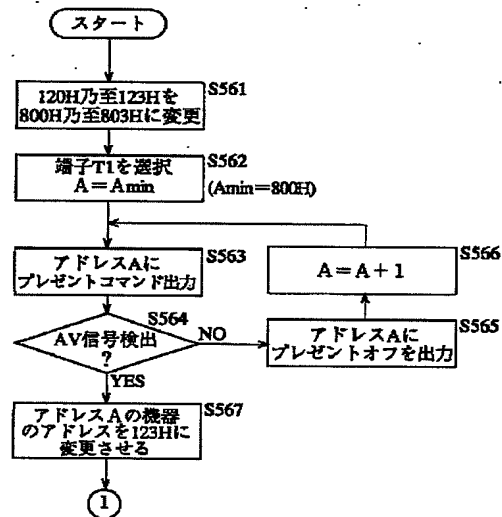 スタート
S561
120H乃至123Hを
800H乃至803Hに変更
S562
端子T1を選択
A=Amin
(Amin=800H)
S563
アドレスAに
プレゼントコマンド出力
S566
A=A+1
S564
AV信号検出
?
NO
YES
S565
アドレスAに
プレゼントオフを出力
S567
アドレスAの機器
のアドレスを123Hに
変更させる
1